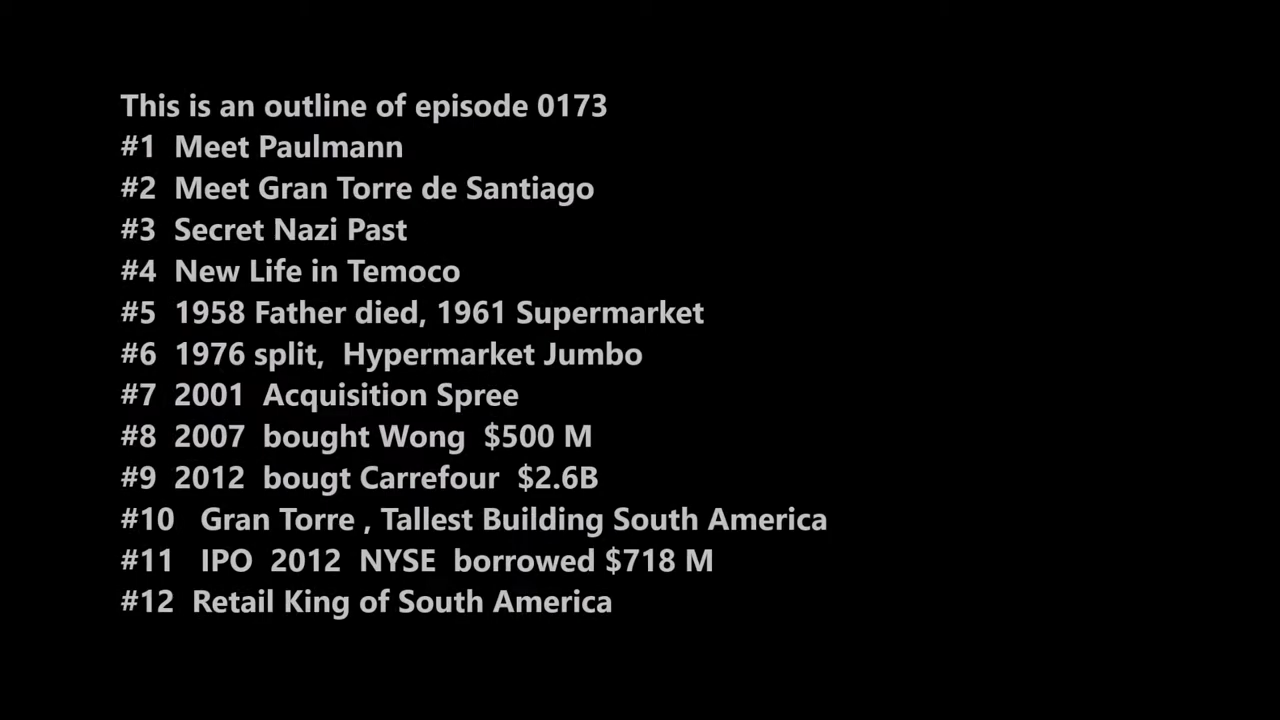 This is an outline of episode 0173
#1 Meet Paulmann
#2 Meet Gran Torre de Santiago
#3 Secret Nazi Past
#4 New Life in Temoco
#5 1958 Father died, 1961 Supermarket
#6 1976 split, Hypermarket Jumbo
#7 2001 Acquisition Spree
#8 2007 bought Wong $500 M
#9 2012 bougt Carrefour $2.6B
#10 Gran Torre , Tallest Building South America
#11 IPO 2012 NYSE borrowed $718 M
#12 Retail King of South America